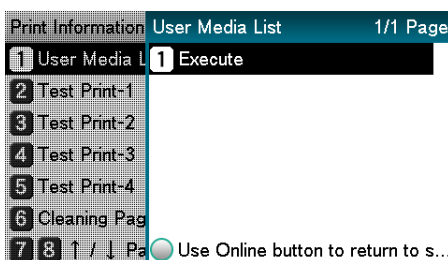 Print Information
User Media List 1/1 Page
1 User Media L
1 Execute
2 Test Print-1
3 Test Print-2
4 Test Print-3
5 Test Print-4
6 Cleaning Pag
7 8 ↑ / ↓ Pa
Use Online button to return to s...